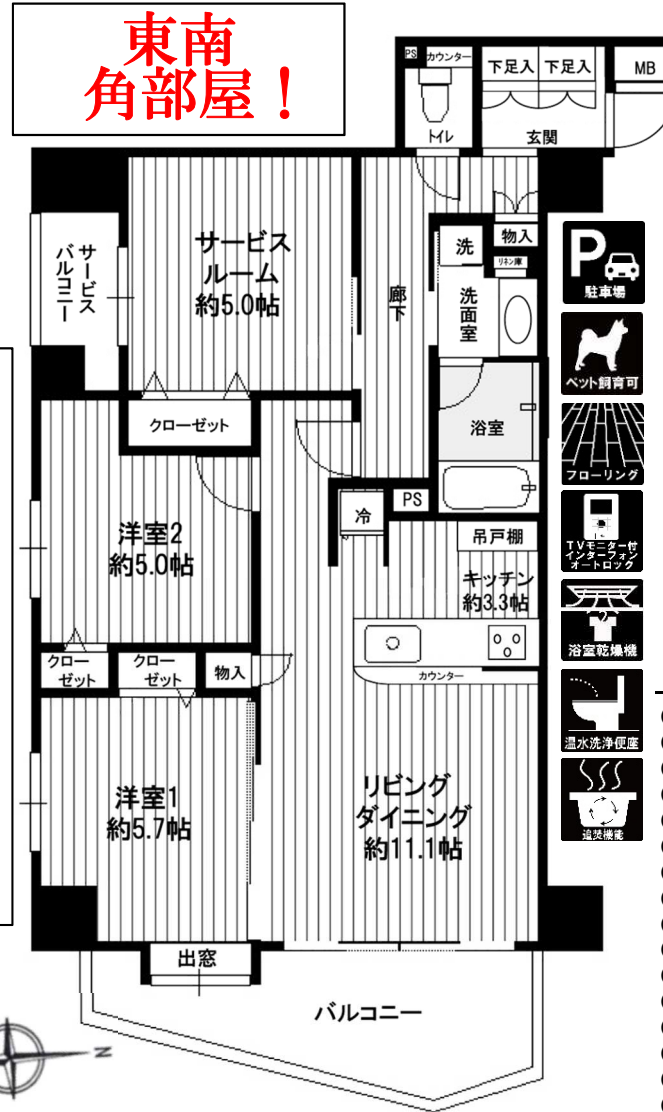 東南
角部屋！
PS
カウンター
トイレ
下足入
下足入
玄関
MB
サービス
バルコニー
サービス
ルーム
約5.0帖
廊下
洗
物入
リネン庫
洗面室
浴室
クローゼット
洋室2
約5.0帖
冷
PS
吊戸棚
キッチン
約3.3帖
カウンター
クロー
ゼット
クロー
ゼット
物入
洋室1
約5.7帖
リビング
ダイニング
約11.1帖
出窓
バルコニー
N
P
駐車場
ペット飼育可
フローリング
TVモニター付
インターフォン
オートロック
浴室乾燥機
温水洗浄便座
追焚機能